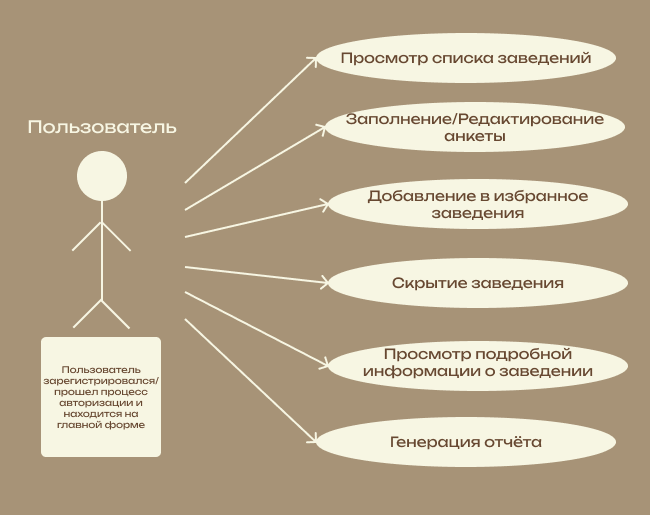 Просмотр списка заведений
Пользователь
Заполнение/Редактирование
анкеты
Добавление в избранное
заведения
Скрытие заведения
Просмотр подробной
информации о заведении
Пользователь
зарегистрировался/
прошел процесс
авторизации и
находится на
главной форме
Генерация отчёта